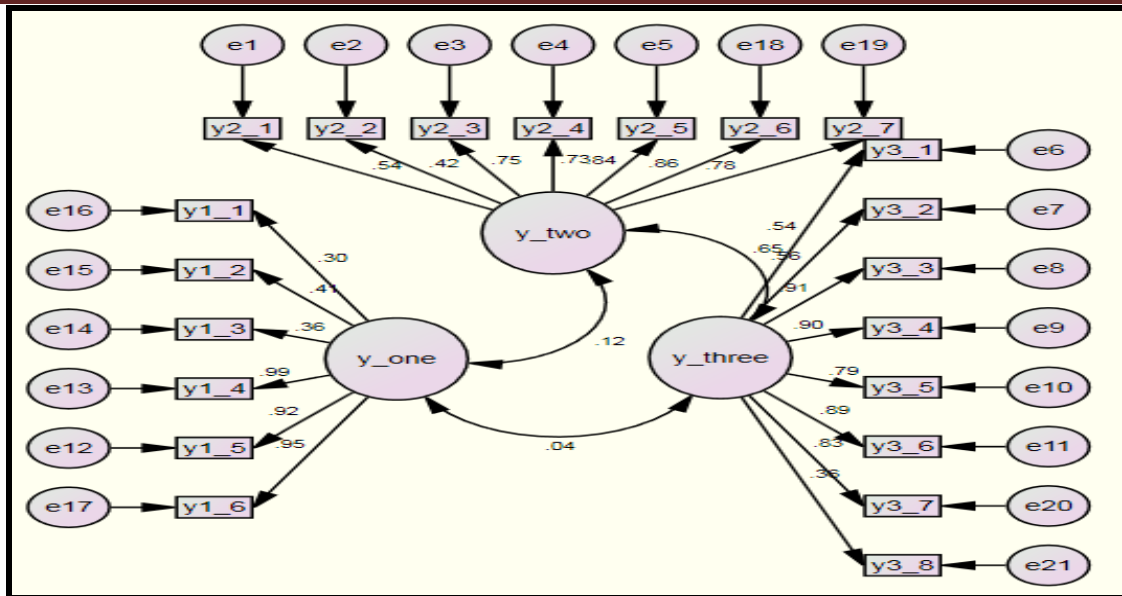 e1 e2 e3 e4 e5 e18 e19
y2_1 y2_2 y2_3 y2_4 y2_5 y2_6 y2_7
.54 .42 .75 .73 .84 .86 .78
y3_1 e6
e16 y1_1
y3_2 e7
y_two
.54
.65 .56
.30
e15 y1_2
y3_3 e8
.41
.91
e14 y1_3 .36
.90 y3_4 e9
.12
y_one
y_three
.99
.79
e13 y1_4
y3_5 e10
.92
.89
e12 y1_5 .95
.04
.83 y3_6 e11
.36
e17 y1_6
y3_7 e20
y3_8 e21